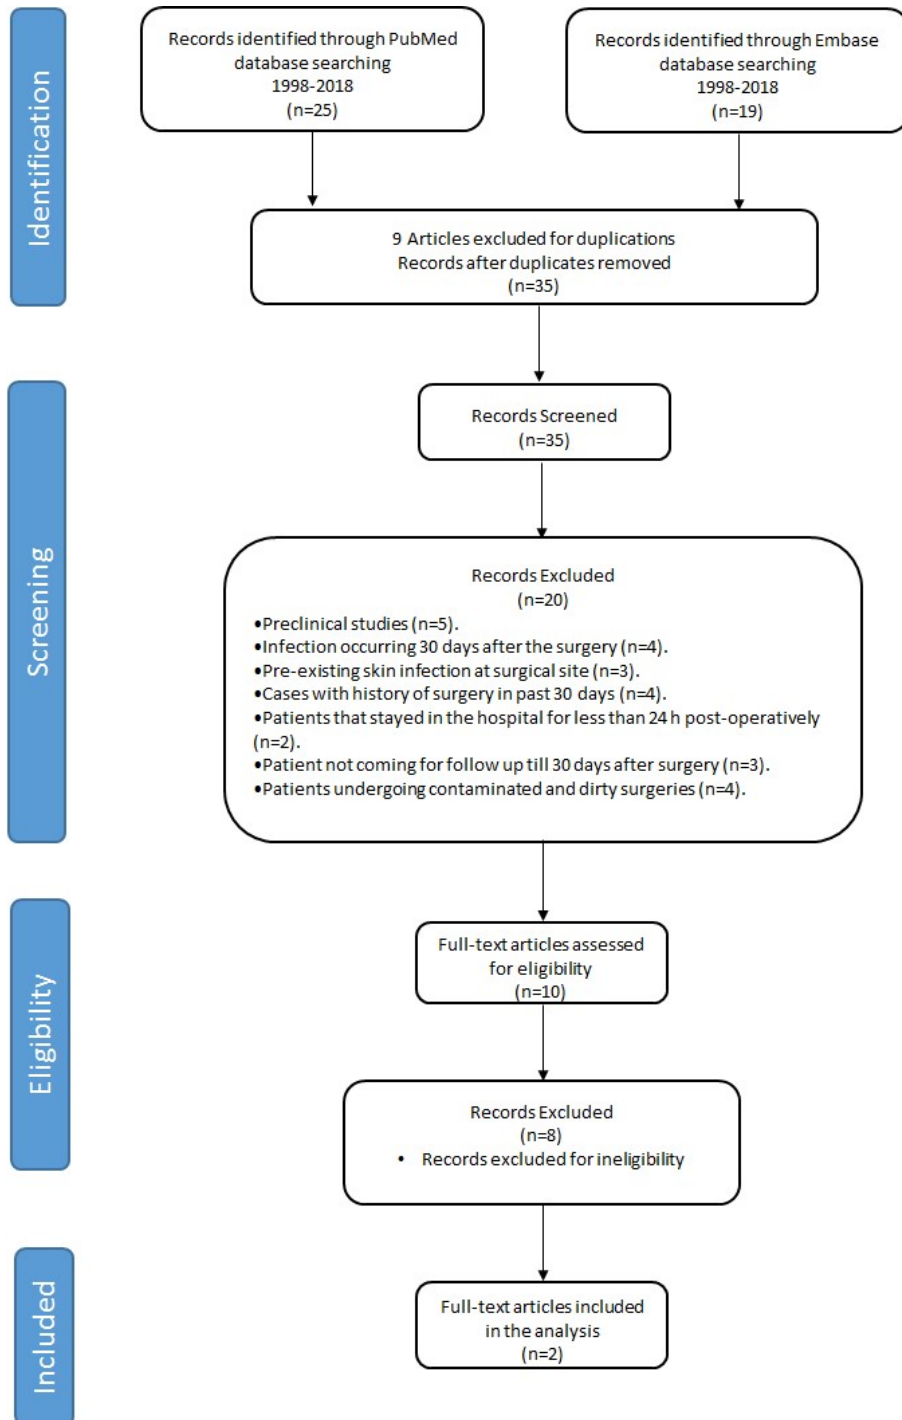 Identification
Records identified through PubMed
database searching
1998-2018
(n=25)
Records identified through Embase
database searching
1998-2018
(n=19)
9 Articles excluded for duplications
Records after duplicates removed
(n=35)
Screening
Records Screened
(n=35)
Records Excluded
(n=20)
•Preclinical studies (n=5).
•Infection occurring 30 days after the surgery (n=4).
•Pre-existing skin infection at surgical site (n=3).
•Cases with history of surgery in past 30 days (n=4).
•Patients that stayed in the hospital for less than 24 h post-operatively
(n=2).
•Patient not coming for follow up till 30 days after surgery (n=3).
•Patients undergoing contaminated and dirty surgeries (n=4).
Eligibility
Full-text articles assessed
for eligibility
(n=10)
Records Excluded
(n=8)
• Records excluded for ineligibility
Included
Full-text articles included
in the analysis
(n=2)